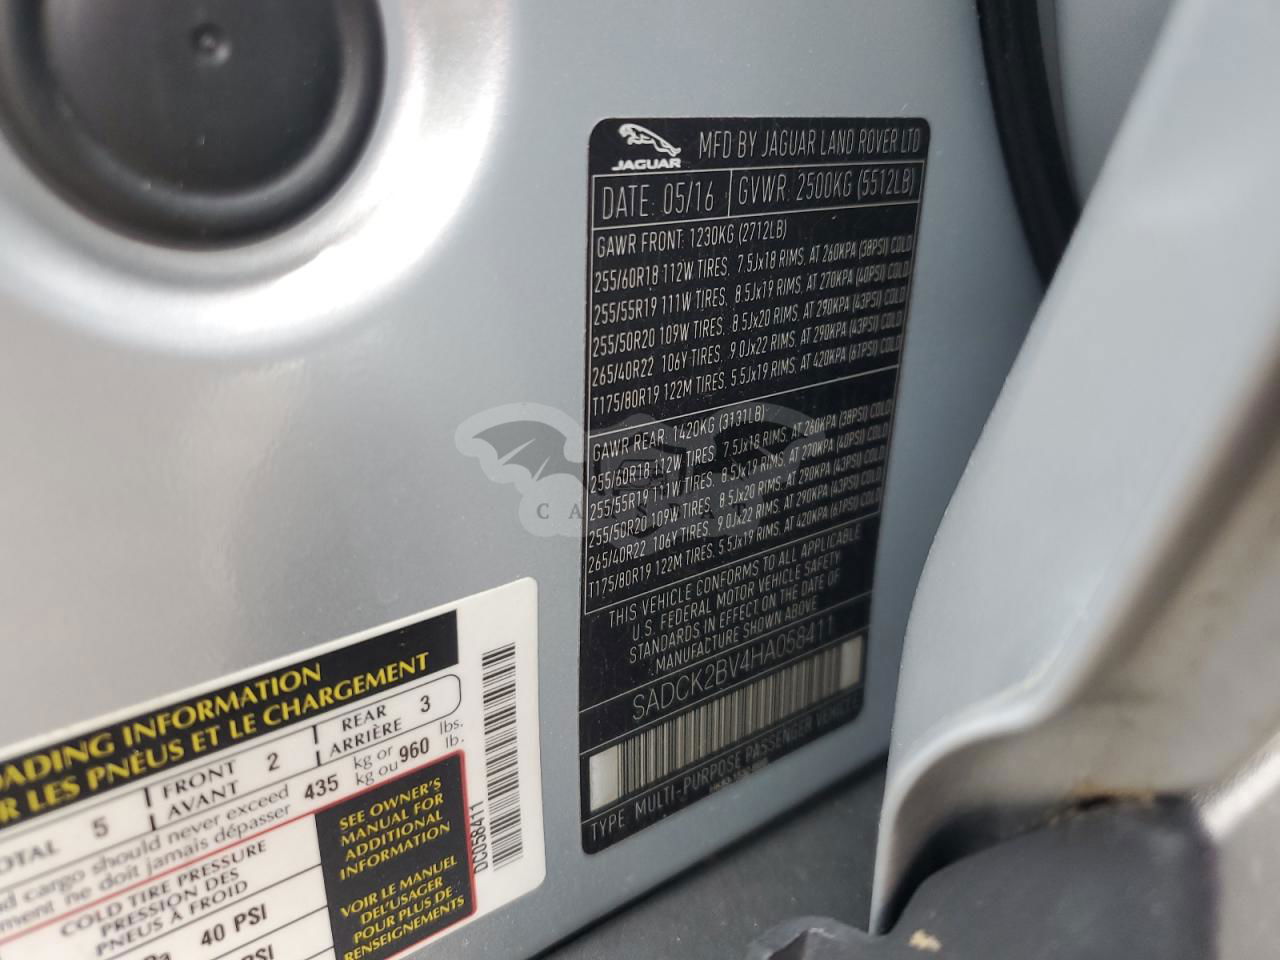 JAGUAR
MFD BY JAGUAR LAND ROVER LTD
DATE: 05/16 GVWR: 2500KG (5512LB)
GAWR FRONT: 1230KG (2712LB)
255/60R18 112W TIRES, 7.5Jx18 RIMS, AT 260KPA (38PSI) COLD
255/55R19 111W TIRES, 8.5Jx19 RIMS, AT 270KPA (40PSI) COLD
255/50R20 109W TIRES, 8.5Jx20 RIMS, AT 290KPA (43PSI) COLD
265/40R22 106Y TIRES, 9.0Jx22 RIMS, AT 290KPA (43PSI) COLD
T175/80R19 122M TIRES, 5.5Jx19 RIMS, AT 420KPA (61PSI) COLD
GAWR REAR: 1420KG (3131LB)
255/60R18 112W TIRES, 7.5Jx18 RIMS, AT 260KPA (38PSI) COLD
255/55R19 111W TIRES, 8.5Jx19 RIMS, AT 270KPA (40PSI) COLD
255/50R20 109W TIRES, 8.5Jx20 RIMS, AT 290KPA (43PSI) COLD
265/40R22 106Y TIRES, 9.0Jx22 RIMS, AT 290KPA (43PSI) COLD
T175/80R19 122M TIRES, 5.5Jx19 RIMS, AT 420KPA (61PSI) COLD
THIS VEHICLE CONFORMS TO ALL APPLICABLE
U.S. FEDERAL MOTOR VEHICLE SAFETY
STANDARDS IN EFFECT ON THE DATE OF
MANUFACTURE SHOWN ABOVE
SADCK2BV4HA058411
TYPE MULTI-PURPOSE PASSENGER VEHICLE
OADING INFORMATION
R LES PNEUS ET LE CHARGEMENT
OTAL 5 FRONT 2 REAR 3
AVANT ARRIÈRE
d cargo should never exceed 435 kg or 960 lbs.
ment ne doit jamais dépasser kg ou lb.
COLD TIRE PRESSURE
PRESSION DES
PNEUS À FROID
40 PSI
PSI
SEE OWNER'S
MANUAL FOR
ADDITIONAL
INFORMATION
VOIR LE MANUEL
DE L'USAGER
POUR PLUS DE
RENSEIGNEMENTS
DC058411